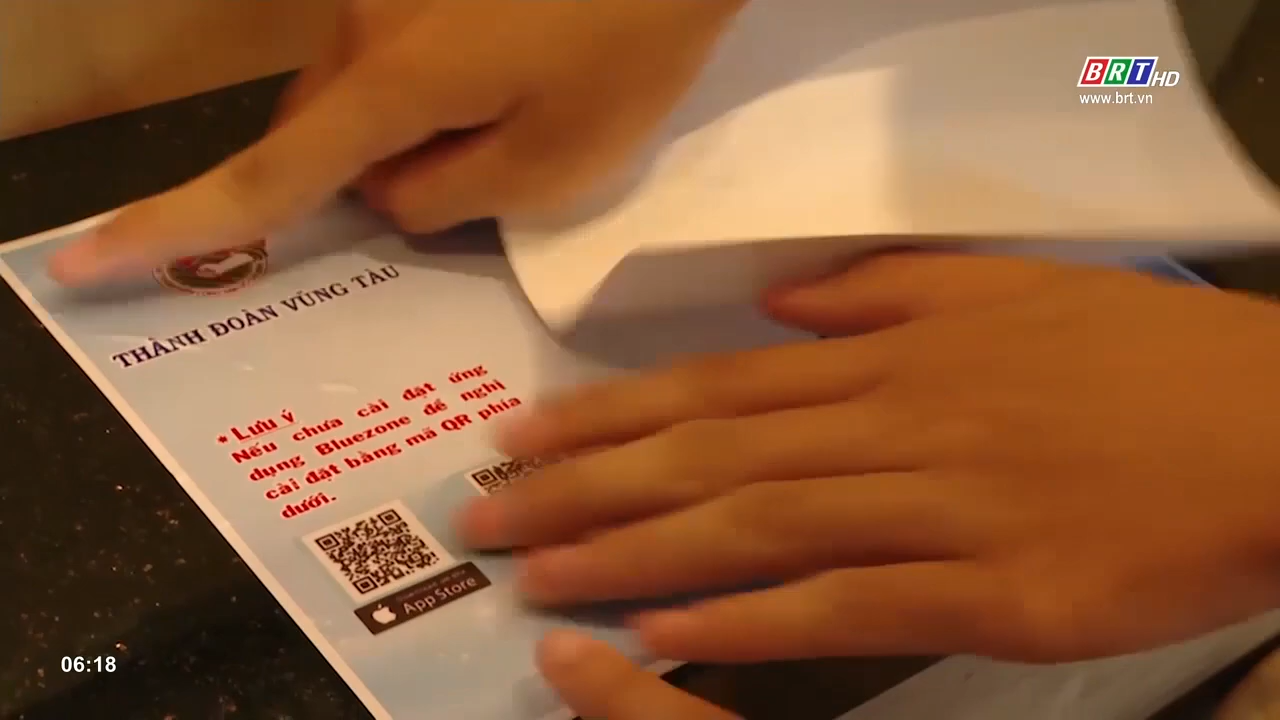 BRT HD
www.brt.vn
THÀNH ĐOÀN VŨNG TÀU
* Lưu ý
Nếu chưa cài đặt ứng
dụng Bluezone đề nghị
cài đặt bằng mã QR phía
dưới.
App Store
06:18